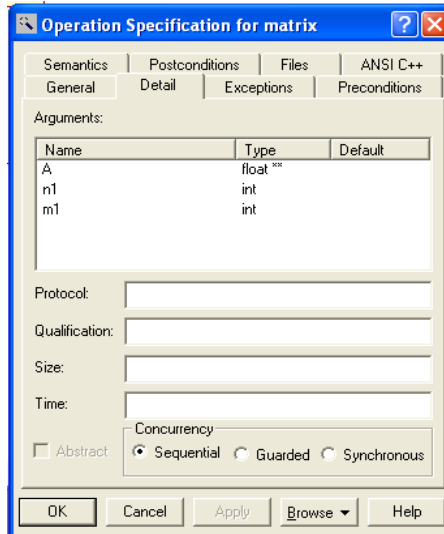 Operation Specification for matrix
Semantics Postconditions Files ANSI C++
General Detail Exceptions Preconditions
Arguments:
Name Type Default
A float **
n1 int
m1 int
Protocol:
Qualification:
Size:
Time:
Concurrency
Abstract Sequential Guarded Synchronous
OK Cancel Apply Browse Help